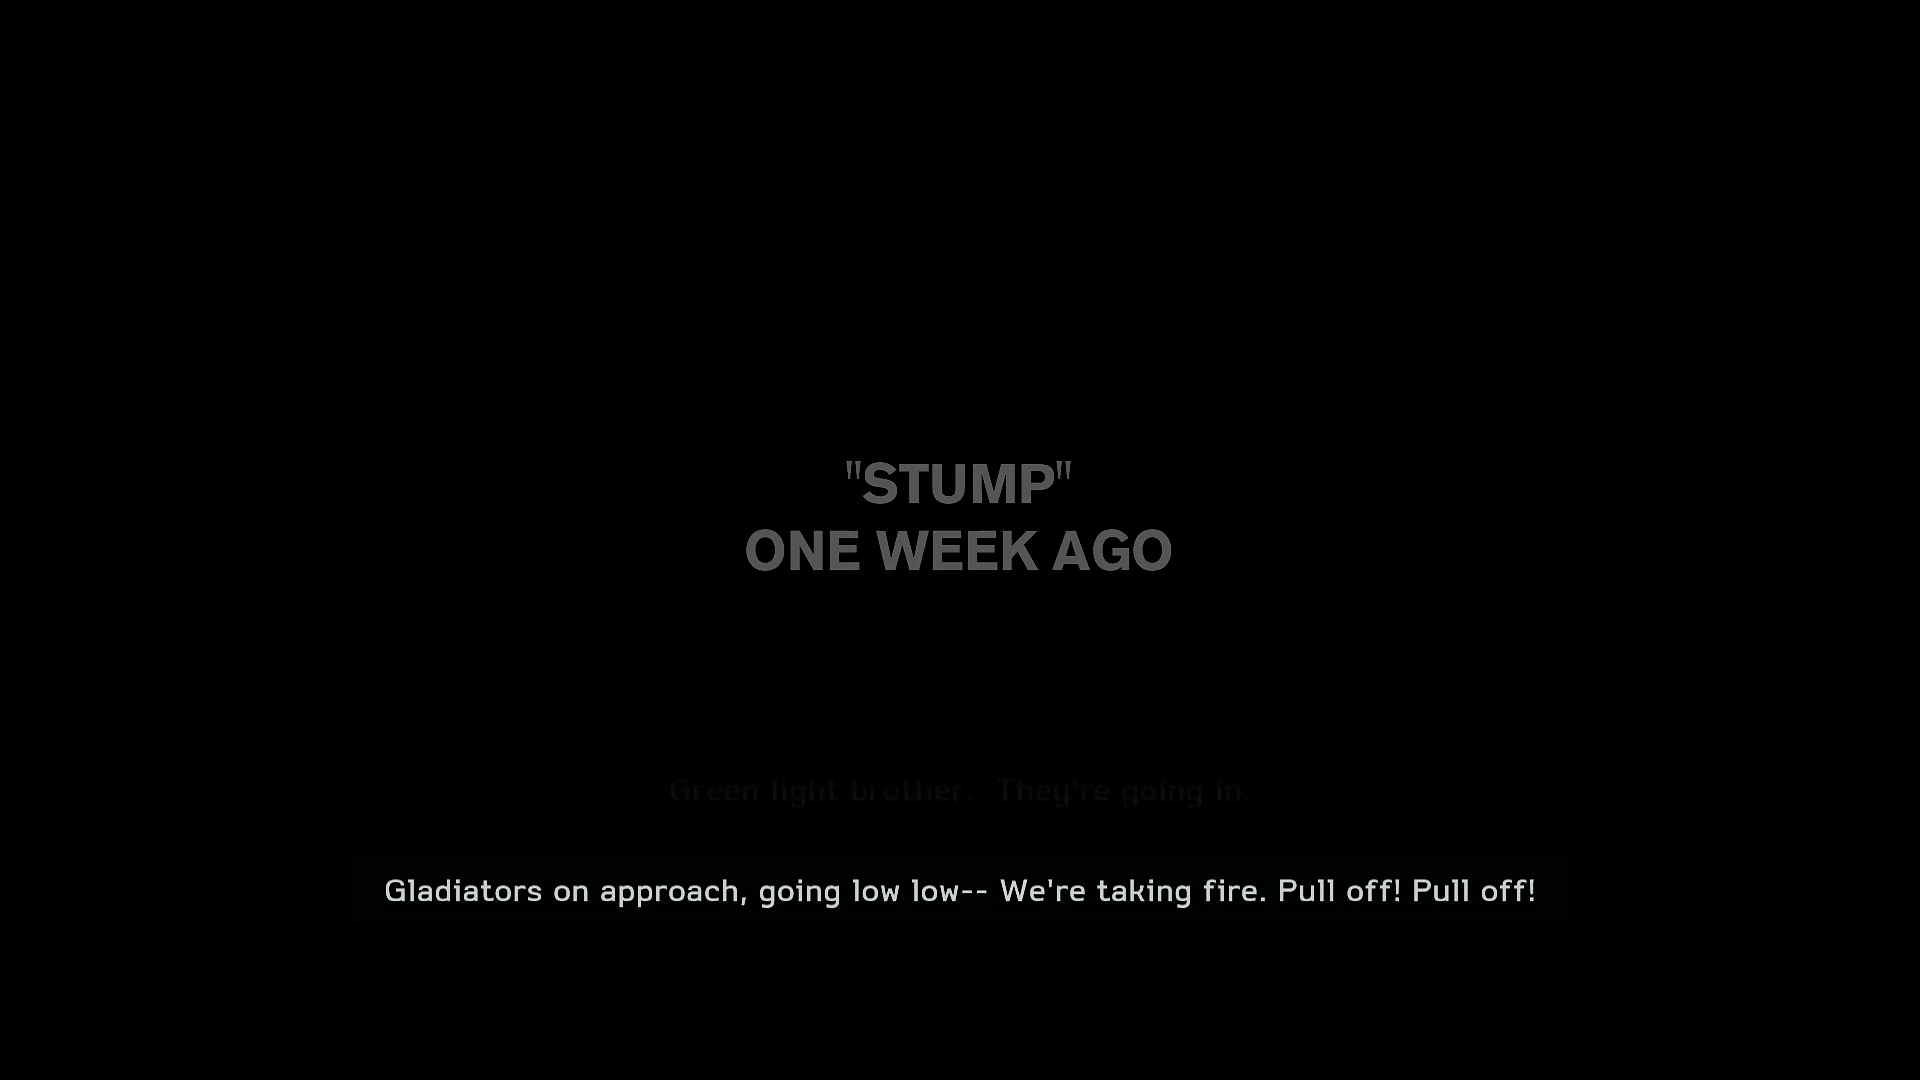 "STUMP"
ONE WEEK AGO
Green light brother.  They're going in.
Gladiators on approach, going low low-- We're taking fire. Pull off! Pull off!